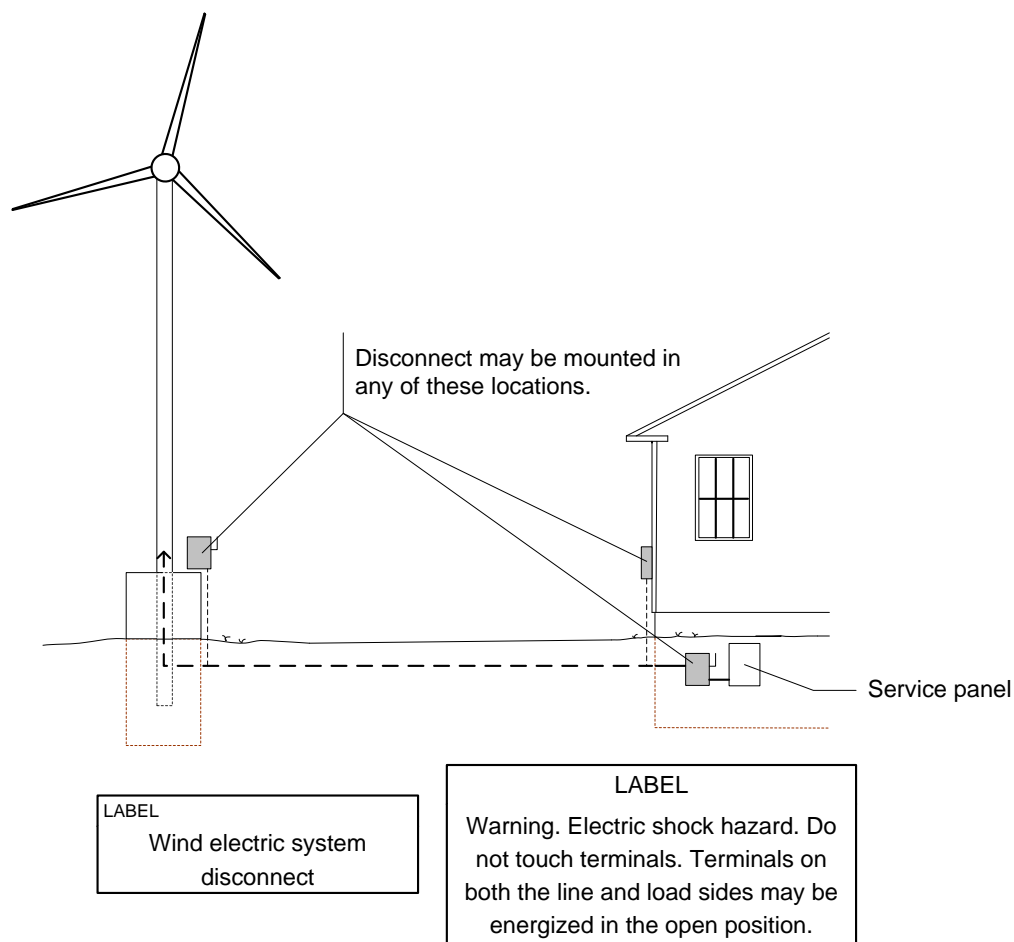 Disconnect may be mounted in
any of these locations.
Service panel
LABEL
Wind electric system
disconnect
LABEL
Warning. Electric shock hazard. Do
not touch terminals. Terminals on
both the line and load sides may be
energized in the open position.